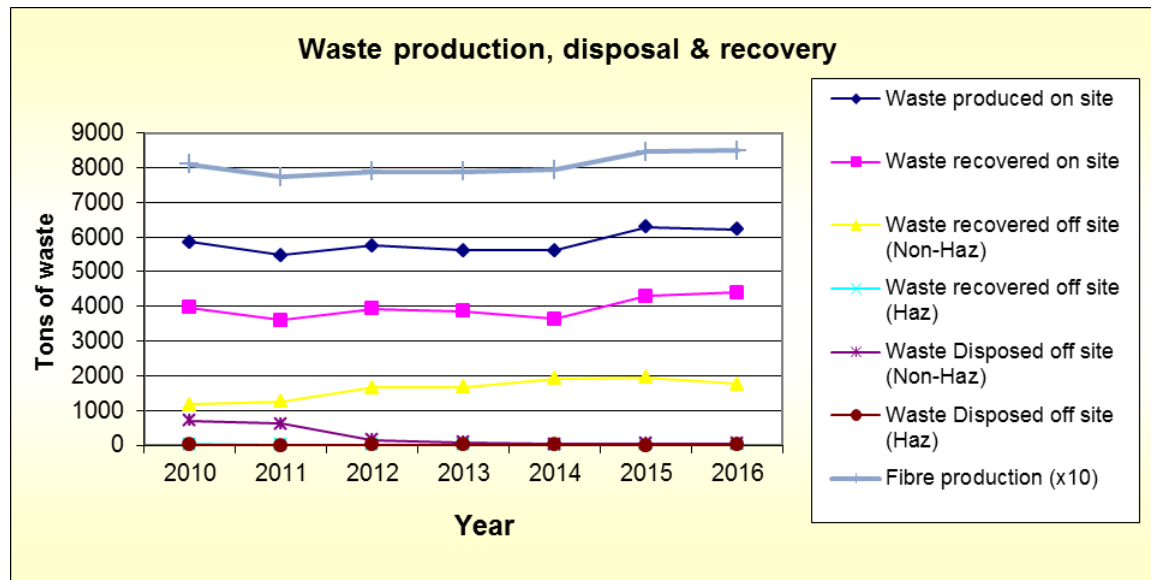 Waste production, disposal & recovery
Tons of waste
9000
8000
7000
6000
5000
4000
3000
2000
1000
0
2010 2011 2012 2013 2014 2015 2016
Year
Waste produced on site
Waste recovered on site
Waste recovered off site
(Non-Haz)
Waste recovered off site
(Haz)
Waste Disposed off site
(Non-Haz)
Waste Disposed off site
(Haz)
Fibre production (x10)